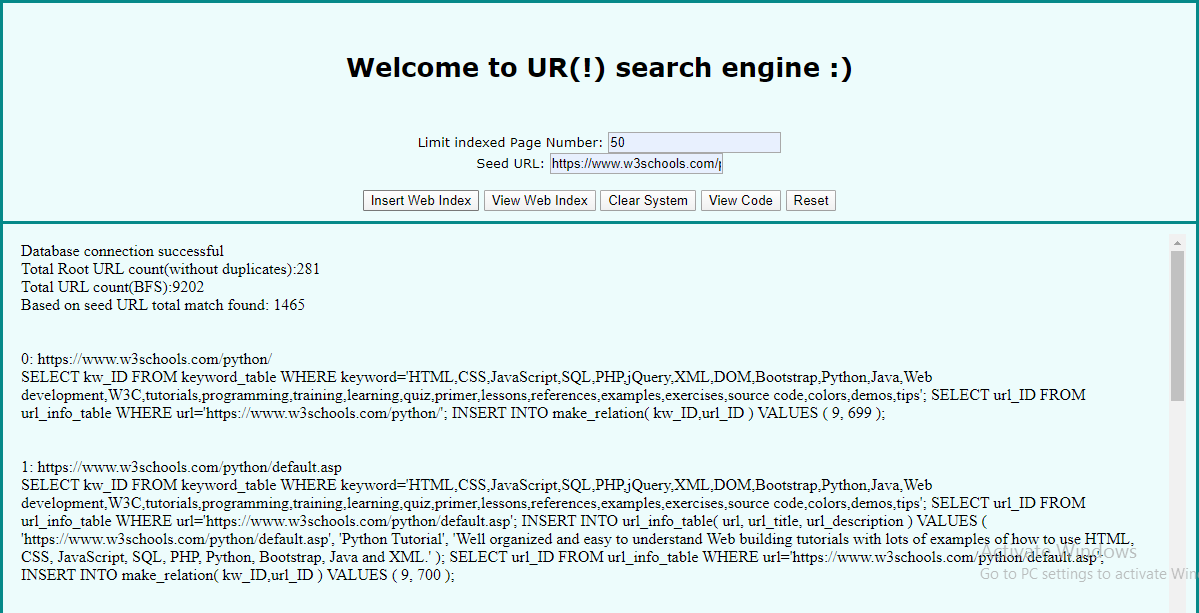 Welcome to UR(!) search engine :)
Limit indexed Page Number: 50
Seed URL: https://www.w3schools.com/
Insert Web Index View Web Index Clear System View Code Reset
Database connection successful
Total Root URL count(without duplicates):281
Total URL count(BFS):9202
Based on seed URL total match found: 1465
0: https://www.w3schools.com/python/
SELECT kw_ID FROM keyword_table WHERE keyword='HTML,CSS,JavaScript,SQL,PHP,jQuery,XML,DOM,Bootstrap,Python,Java,Web
development,W3C,tutorials,programming,training,learning,quiz,primer,lessons,references,examples,exercises,source code,colors,demos,tips'; SELECT url_ID FROM
url_info_table WHERE url='https://www.w3schools.com/python/'; INSERT INTO make_relation( kw_ID,url_ID ) VALUES ( 9, 699 );
1: https://www.w3schools.com/python/default.asp
SELECT kw_ID FROM keyword_table WHERE keyword='HTML,CSS,JavaScript,SQL,PHP,jQuery,XML,DOM,Bootstrap,Python,Java,Web
development,W3C,tutorials,programming,training,learning,quiz,primer,lessons,references,examples,exercises,source code,colors,demos,tips'; SELECT url_ID FROM
url_info_table WHERE url='https://www.w3schools.com/python/default.asp'; INSERT INTO url_info_table( url, url_title, url_description ) VALUES (
'https://www.w3schools.com/python/default.asp', 'Python Tutorial', 'Well organized and easy to understand Web building tutorials with lots of examples of how to use HTML,
CSS, JavaScript, SQL, PHP, Python, Bootstrap, Java and XML.' ); SELECT url_ID FROM url_info_table WHERE url='https://www.w3schools.com/python/default.asp';
INSERT INTO make_relation( kw_ID,url_ID ) VALUES ( 9, 700 );
Activate Windows
Go to PC settings to activate Win